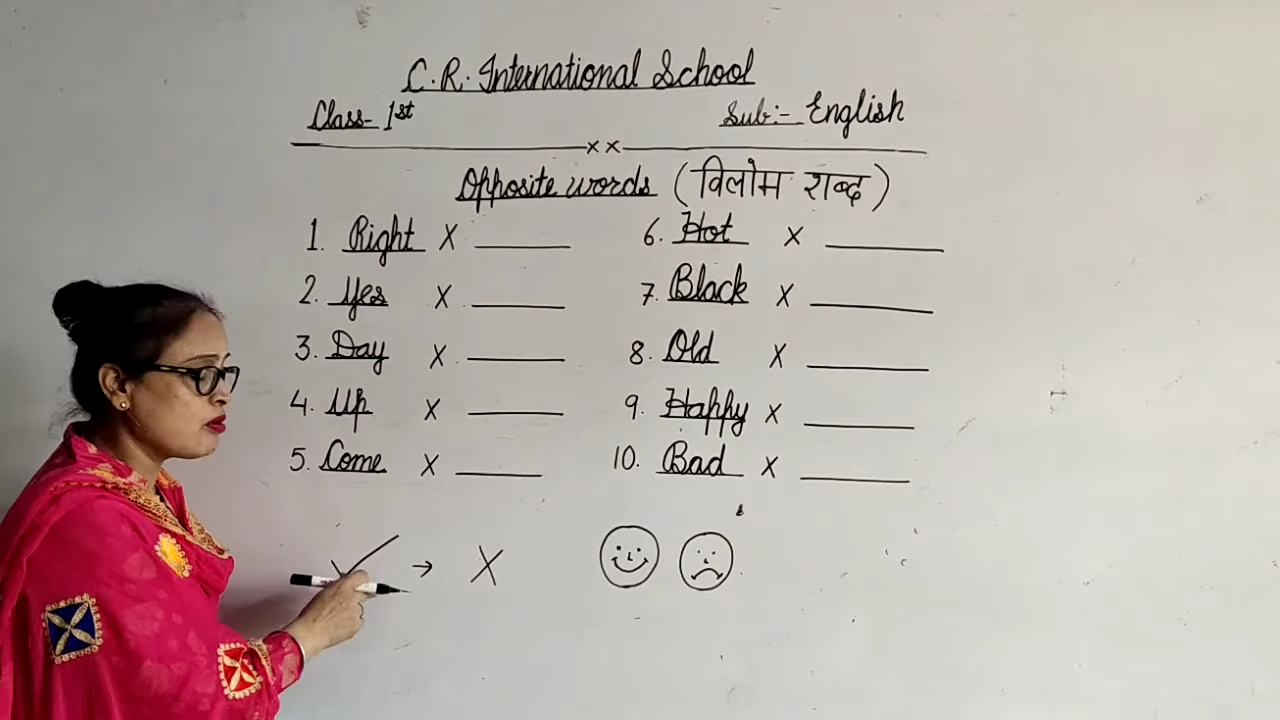 C.R. International School
Class- 1st Sub:- English
Opposite words (विलोम शब्द)
1. Right X ______ 6. Hot X ______
2. Yes X ______ 7. Black X ______
3. Day X ______ 8. Old X ______
4. Up X ______ 9. Happy X ______
5. Come X ______ 10. Bad X ______